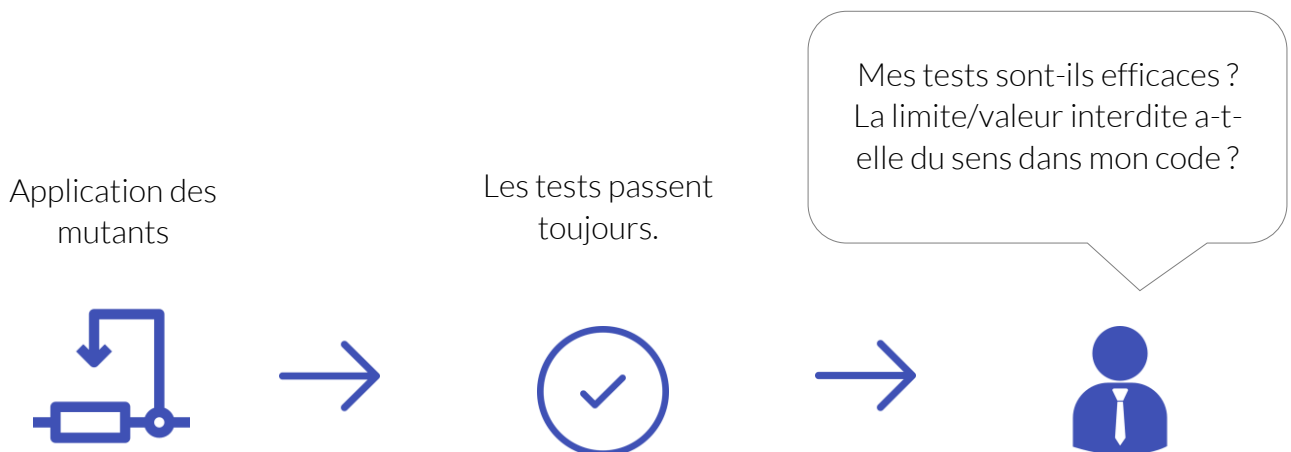 Application des
mutants
Les tests passent
toujours.
Mes tests sont-ils efficaces ?
La limite/valeur interdite a-t-
elle du sens dans mon code ?